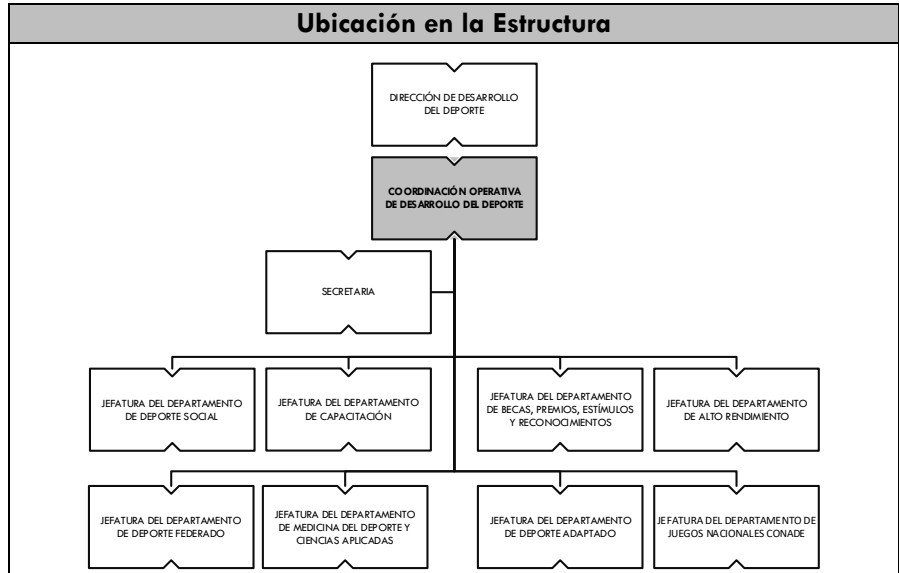 Ubicación en la Estructura
DIRECCIÓN DE DESARROLLO
DEL DEPORTE
COORDINACIÓN OPERATIVA
DE DESARROLLO DEL DEPORTE
SECRETARIA
JEFATURA DEL DEPARTAMENTO
DE DEPORTE SOCIAL
JEFATURA DEL DEPARTAMENTO
DE CAPACITACIÓN
JEFATURA DEL DEPARTAMENTO
DE BECAS, PREMIOS, ESTÍMULOS
Y RECONOCIMIENTOS
JEFATURA DEL DEPARTAMENTO
DE ALTO RENDIMIENTO
JEFATURA DEL DEPARTAMENTO
DE DEPORTE FEDERADO
JEFATURA DEL DEPARTAMENTO
DE MEDICINA DEL DEPORTE Y
CIENCIAS APLICADAS
JEFATURA DEL DEPARTAMENTO
DE DEPORTE ADAPTADO
JEFATURA DEL DEPARTAMENTO DE
JUEGOS NACIONALES CONADE